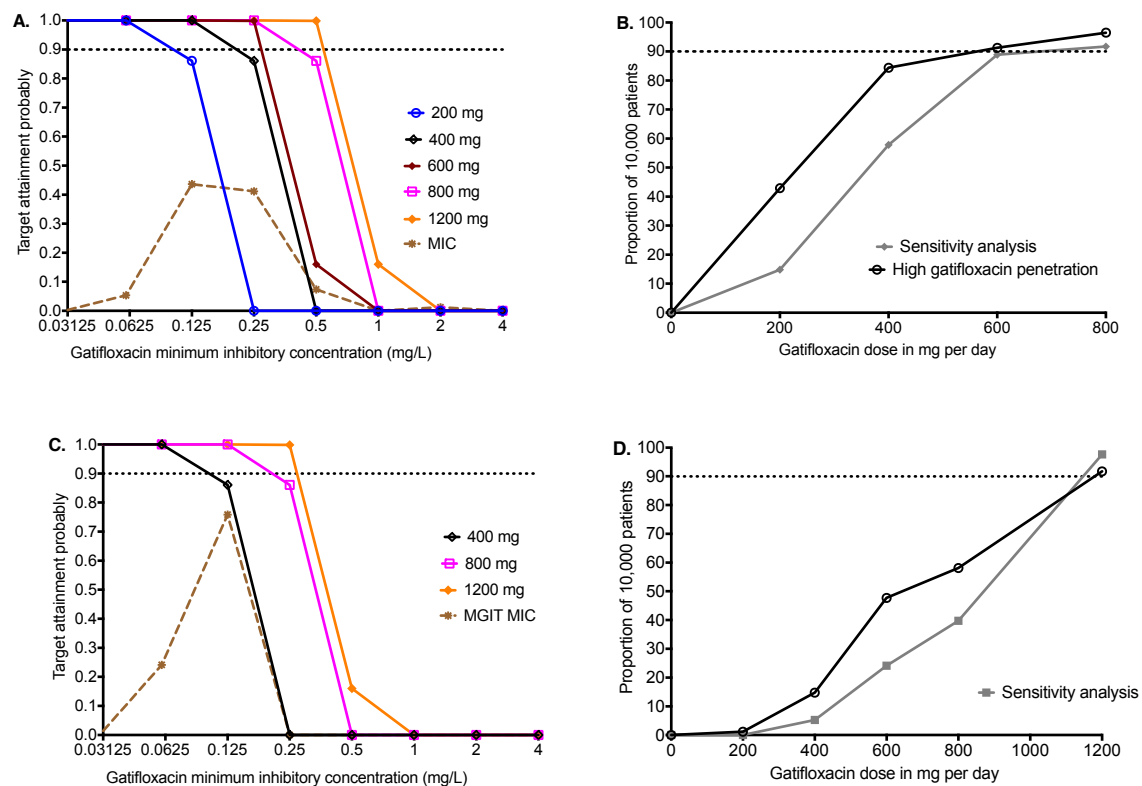 A.
Target attainment probably
1.0
0.9
0.8
0.7
0.6
0.5
0.4
0.3
0.2
0.1
0.0
0.03125 0.0625 0.125 0.25 0.5 1 2 4
Gatifloxacin minimum inhibitory concentration (mg/L)
200 mg
400 mg
600 mg
800 mg
1200 mg
MIC
B.
Proportion of 10,000 patients
100
90
80
70
60
50
40
30
20
10
0
0 200 400 600 800
Gatifloxacin dose in mg per day
Sensitivity analysis
High gatifloxacin penetration
C.
Target attainment probably
1.0
0.9
0.8
0.7
0.6
0.5
0.4
0.3
0.2
0.1
0.0
0.03125 0.0625 0.125 0.25 0.5 1 2 4
Gatifloxacin minimum inhibitory concentration (mg/L)
400 mg
800 mg
1200 mg
MGIT MIC
D.
Proportion of 10,000 patients
100
90
80
70
60
50
40
30
20
10
0
0 200 400 600 800 1000 1200
Gatifloxacin dose in mg per day
Sensitivity analysis